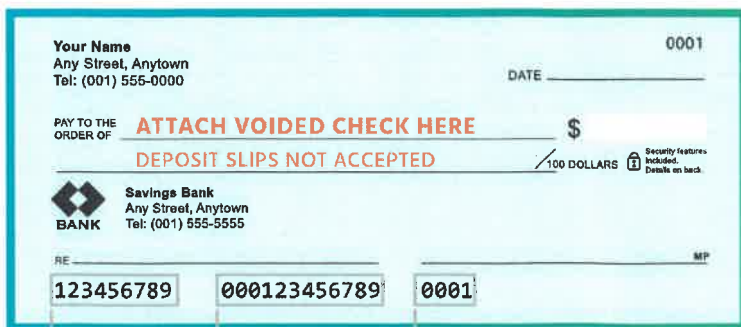 Your Name
0001
Any Street, Anytown
Tel: (001) 555-0000
DATE
PAY TO THE
ORDER OF
ATTACH VOIDED CHECK HERE
$
DEPOSIT SLIPS NOT ACCEPTED
/100 DOLLARS
Security features
Included.
Details on back.
Savings Bank
Any Street, Anytown
BANK
Tel: (001) 555-5555
RE
MP
123456789 000123456789 0001